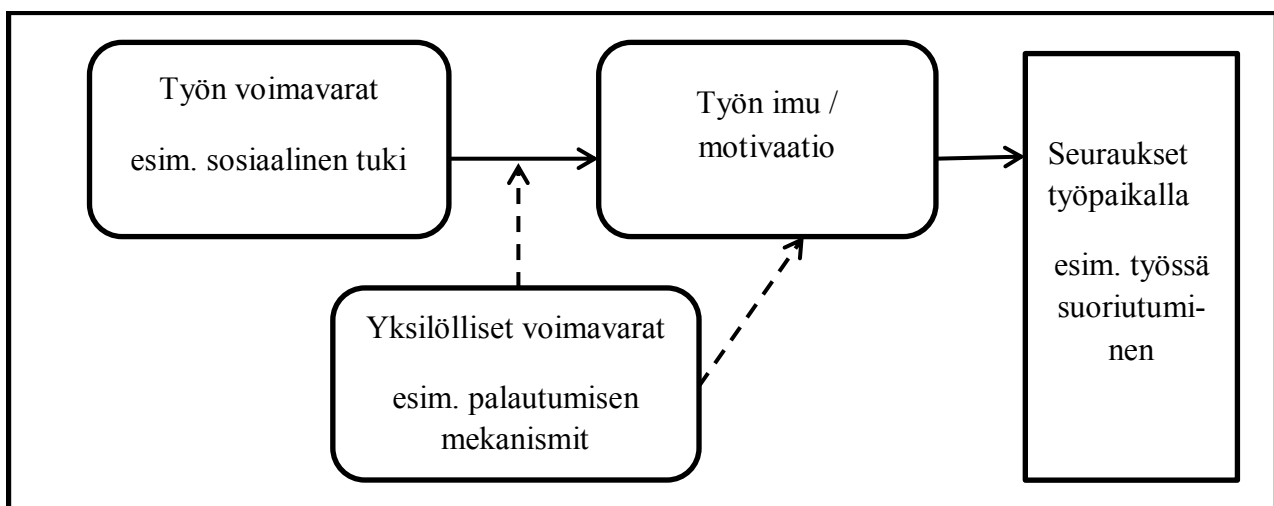 Työn voimavarat
esim. sosiaalinen tuki
Työn imu /
motivaatio
Seuraukset
työpaikalla
esim. työssä
suoriutumi-
nen
Yksilölliset voimavarat
esim. palautumisen
mekanismit